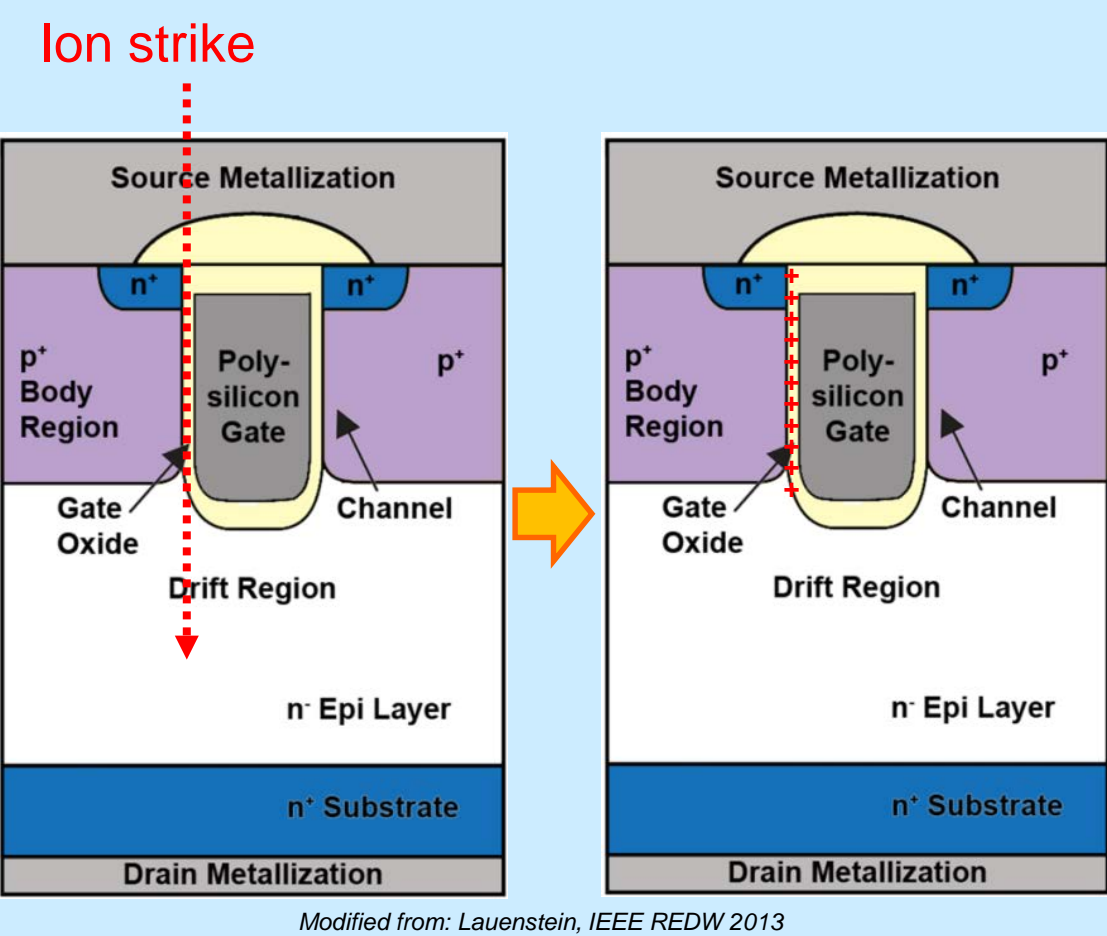 Ion strike
Source Metallization
n⁺
n⁺
p⁺
Body
Region
Poly-
silicon
Gate
p⁺
Gate
Oxide
Channel
Drift Region
n⁻ Epi Layer
n⁺ Substrate
Drain Metallization
Source Metallization
n⁺
n⁺
p⁺
Body
Region
Poly-
silicon
Gate
p⁺
Gate
Oxide
Channel
Drift Region
n⁻ Epi Layer
n⁺ Substrate
Drain Metallization
Modified from: Lauenstein, IEEE REDW 2013